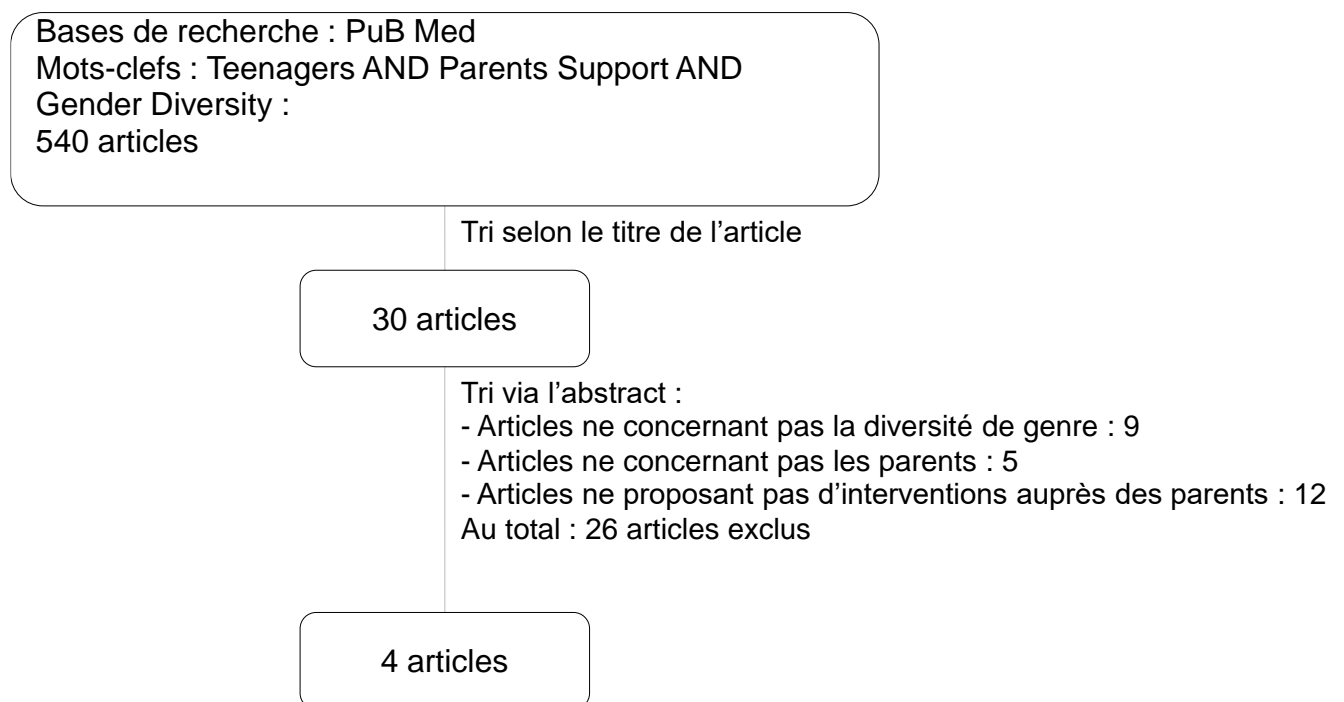 Bases de recherche : PuB Med
Mots-clefs : Teenagers AND Parents Support AND
Gender Diversity :
540 articles
Tri selon le titre de l’article
30 articles
Tri via l’abstract :
- Articles ne concernant pas la diversité de genre : 9
- Articles ne concernant pas les parents : 5
- Articles ne proposant pas d’interventions auprès des parents : 12
Au total : 26 articles exclus
4 articles